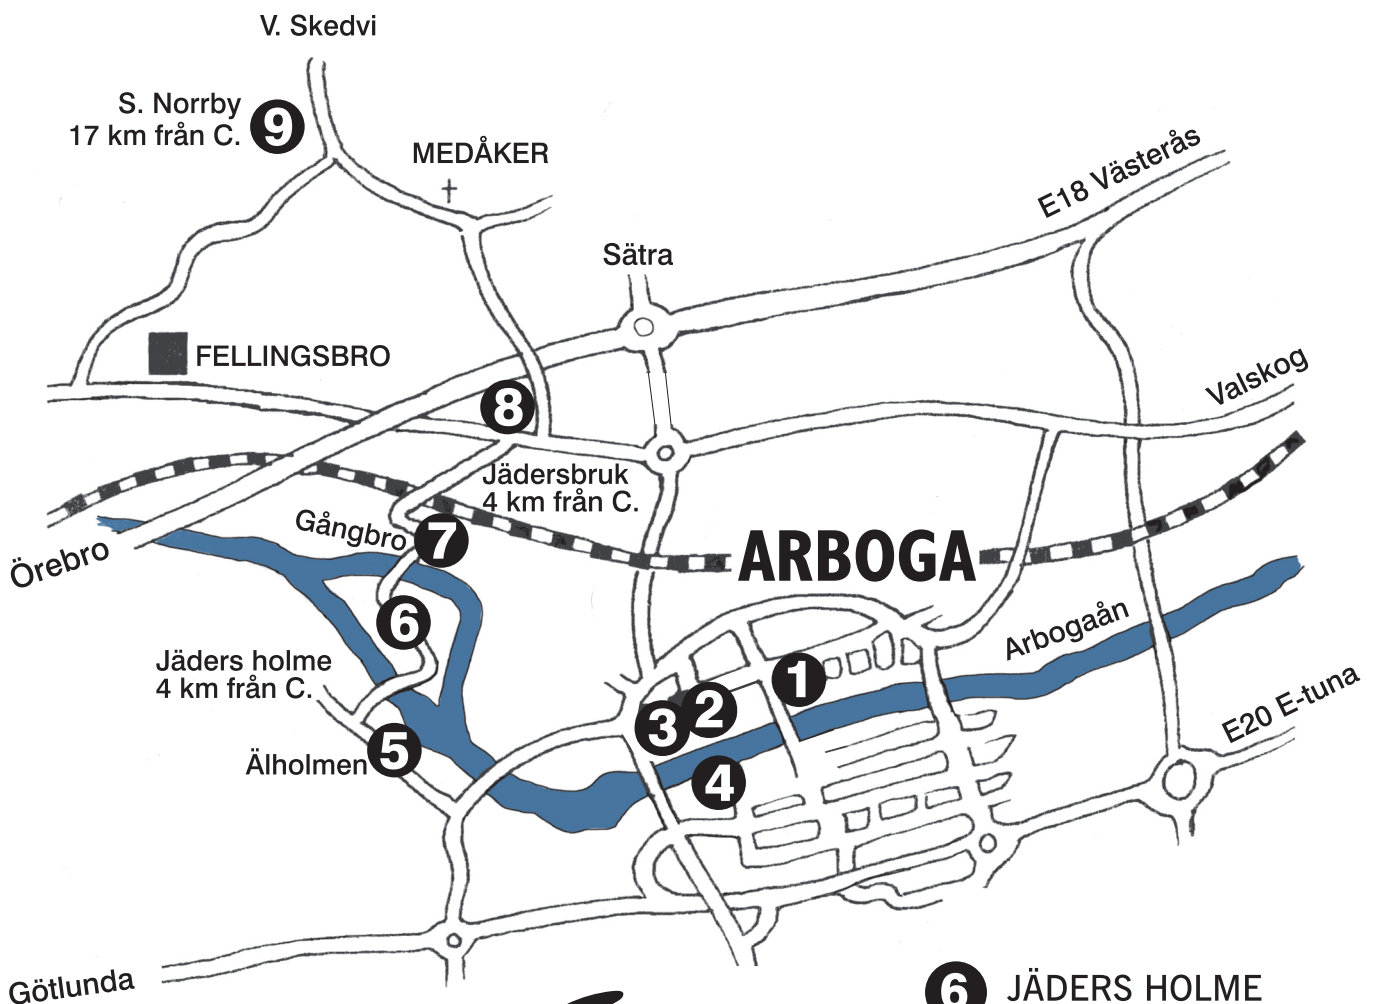 V. Skedvi
S. Norrby
17 km från C.
9
MEDÅKER
E18 Västerås
Sätra
FELLINGSBRO
8
Valskog
Jädersbruk
4 km från C.
Gångbro
7
ARBOGA
Örebro
6
Arbogaån
Jäders holme
4 km från C.
1
2
3
E20 E-tuna
5
Älholmen
4
Götlunda
6 JÄDERS HOLME